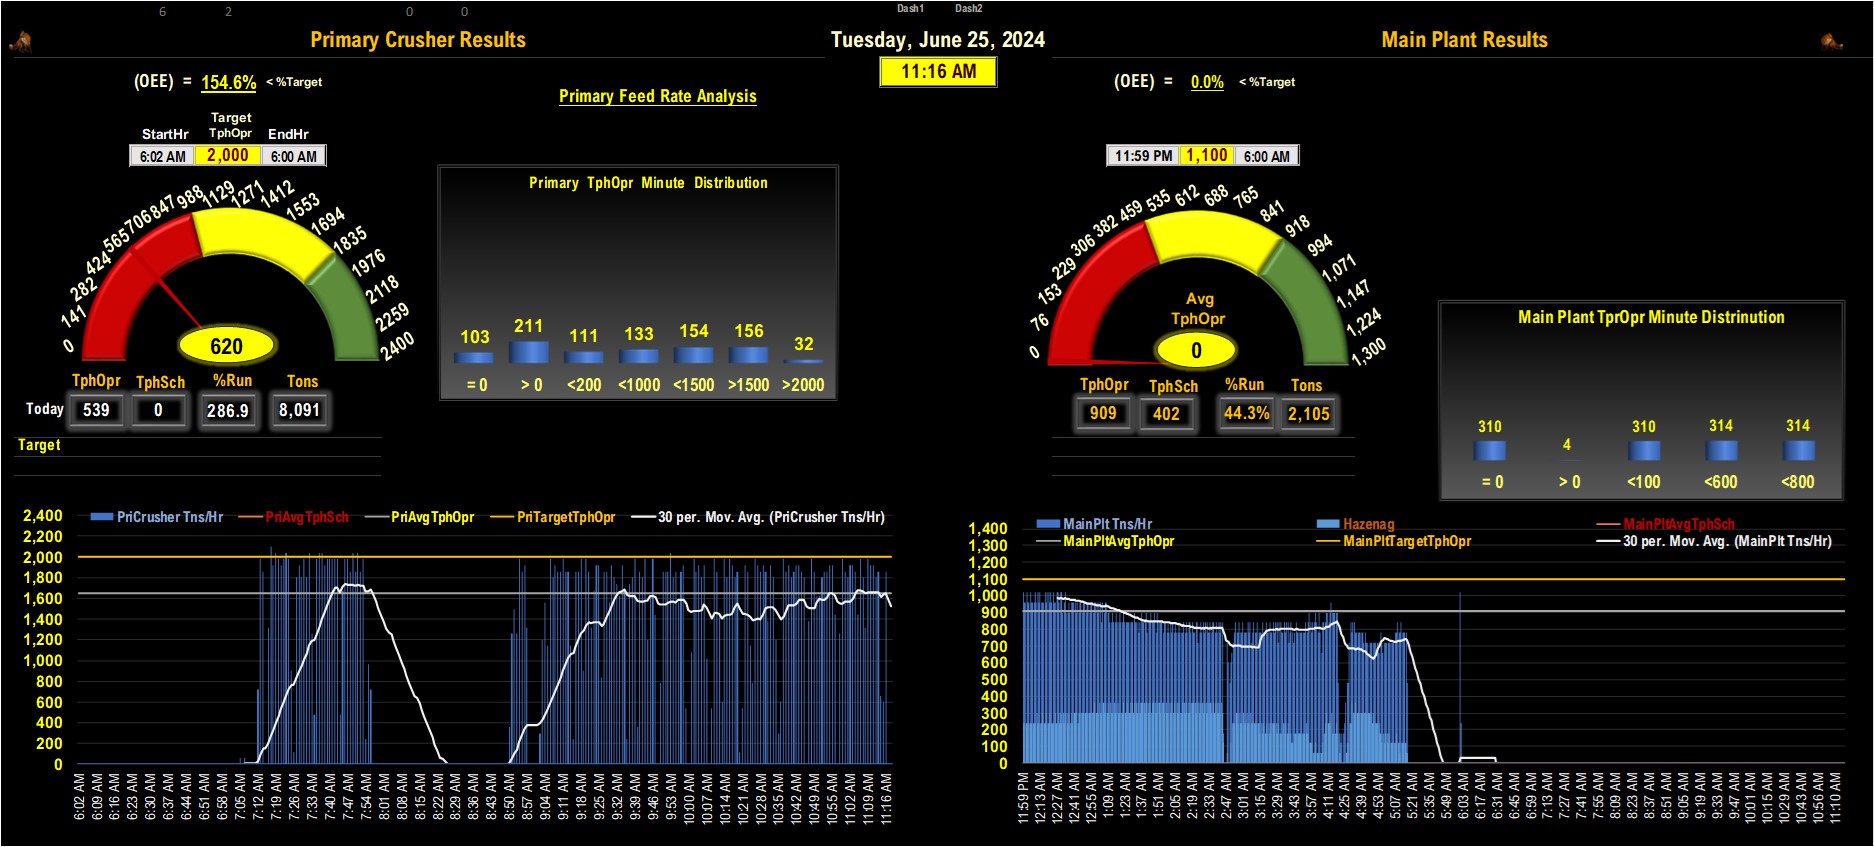 6 2 0 0 Dash1 Dash2
Primary Crusher Results
Tuesday, June 25, 2024
Main Plant Results
11:16 AM
(OEE) = 154.6% < %Target
Primary Feed Rate Analysis
StartHr Target TphOpr EndHr
6:02 AM 2,000 6:00 AM
0 141 282 424 565 706 847 988 1129 1271 1412 1553 1694 1835 1976 2118 2259 2400
620
TphOpr TphSch %Run Tons
Today 539 0 286.9 8,091
Target
Primary TphOpr Minute Distribution
103 211 111 133 154 156 32
= 0 > 0 <200 <1000 <1500 >1500 >2000
(OEE) = 0.0% < %Target
11:59 PM 1,100 6:00 AM
0 76 153 229 306 382 459 535 612 688 765 841 918 994 1,071 1,147 1,224 1,300
Avg
TphOpr
0
TphOpr TphSch %Run Tons
909 402 44.3% 2,105
Main Plant TprOpr Minute Distrinution
310 4 310 314 314
= 0 > 0 <100 <600 <800
PriCrusher Tns/Hr PriAvgTphSch PriAvgTphOpr PriTargetTphOpr 30 per. Mov. Avg. (PriCrusher Tns/Hr)
2,400
2,200
2,000
1,800
1,600
1,400
1,200
1,000
800
600
400
200
0
6:02 AM 6:09 AM 6:16 AM 6:23 AM 6:30 AM 6:37 AM 6:44 AM 6:51 AM 6:58 AM 7:05 AM 7:12 AM 7:19 AM 7:26 AM 7:33 AM 7:40 AM 7:47 AM 7:54 AM 8:01 AM 8:08 AM 8:15 AM 8:22 AM 8:29 AM 8:36 AM 8:43 AM 8:50 AM 8:57 AM 9:04 AM 9:11 AM 9:18 AM 9:25 AM 9:32 AM 9:39 AM 9:46 AM 9:53 AM 10:00 AM 10:07 AM 10:14 AM 10:21 AM 10:28 AM 10:35 AM 10:42 AM 10:49 AM 10:55 AM 11:02 AM 11:09 AM 11:16 AM
MainPlt Tns/Hr Hazenag MainPltAvgTphSch
MainPltAvgTphOpr MainPltTargetTphOpr 30 per. Mov. Avg. (MainPlt Tns/Hr)
1,400
1,300
1,200
1,100
1,000
900
800
700
600
500
400
300
200
100
0
11:59 PM 12:13 AM 12:27 AM 12:41 AM 12:55 AM 1:09 AM 1:23 AM 1:37 AM 1:51 AM 2:05 AM 2:19 AM 2:33 AM 2:47 AM 3:01 AM 3:15 AM 3:29 AM 3:43 AM 3:57 AM 4:11 AM 4:25 AM 4:39 AM 4:53 AM 5:07 AM 5:21 AM 5:35 AM 5:49 AM 6:03 AM 6:17 AM 6:31 AM 6:45 AM 6:59 AM 7:13 AM 7:27 AM 7:41 AM 7:55 AM 8:09 AM 8:23 AM 8:37 AM 8:51 AM 9:05 AM 9:19 AM 9:33 AM 9:47 AM 10:01 AM 10:15 AM 10:29 AM 10:43 AM 10:56 AM 11:10 AM